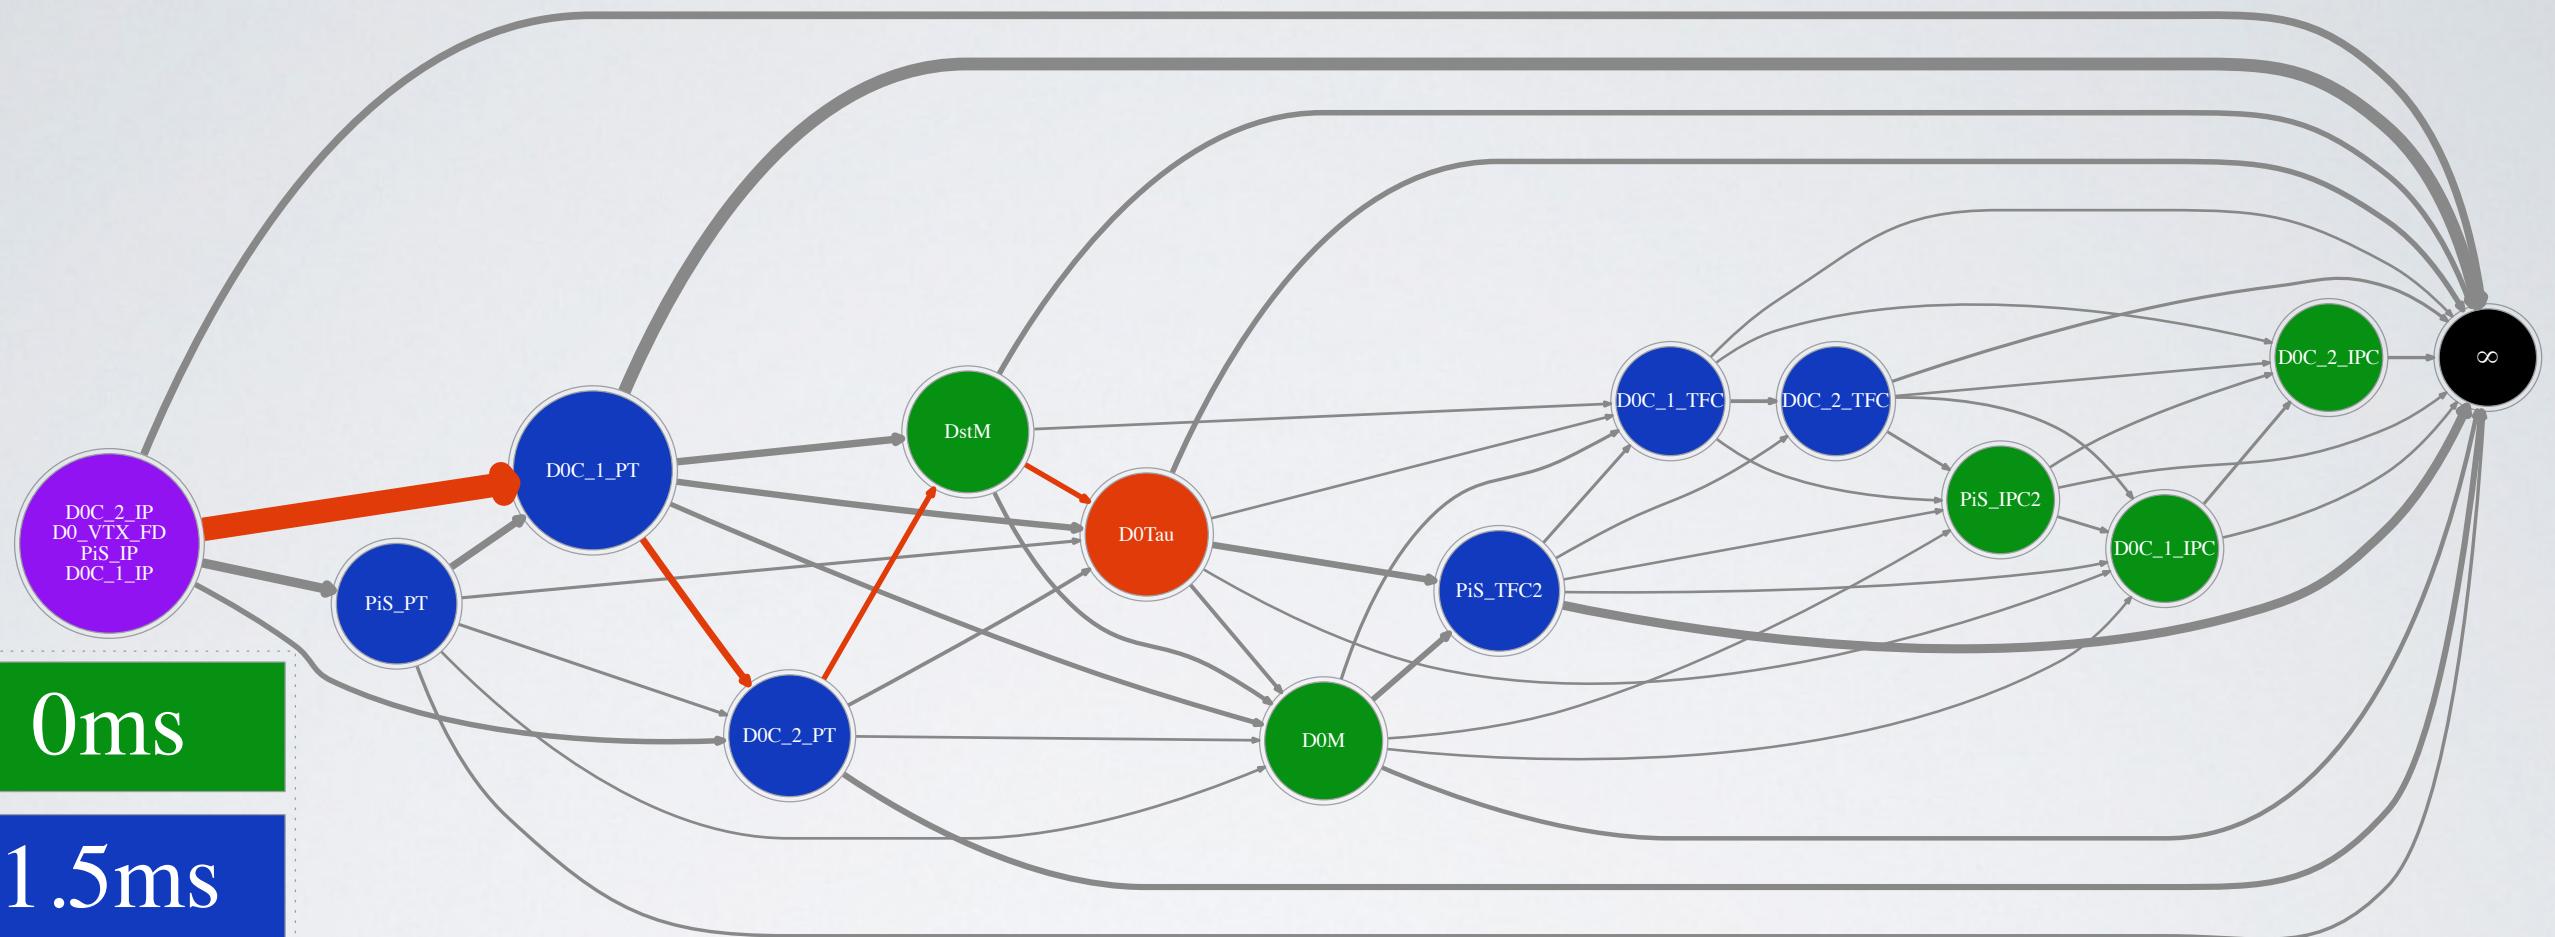 D0C_2_IP
D0_VTX_FD
PiS_IP
D0C_1_IP
PiS_PT
D0C_1_PT
D0C_2_PT
DstM
D0Tau
D0M
PiS_TFC2
D0C_1_TFC
D0C_2_TFC
PiS_IPC2
D0C_1_IPC
D0C_2_IPC
∞
0ms
1.5ms